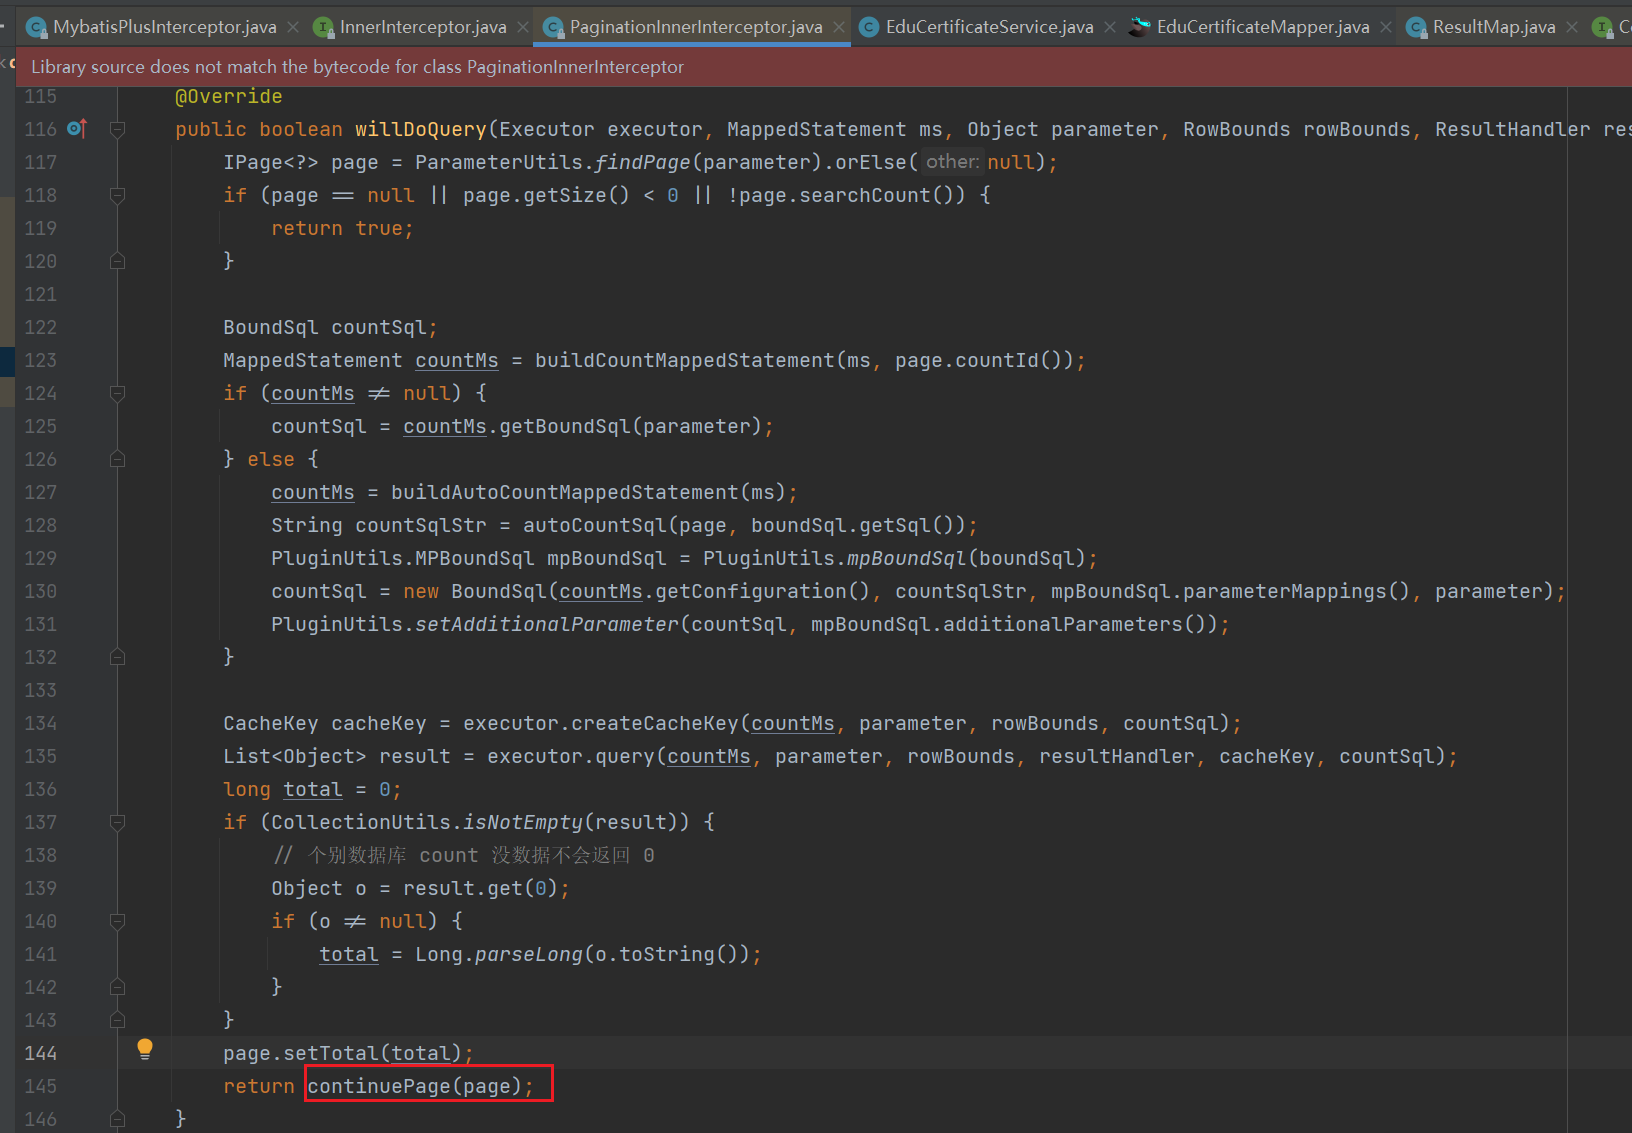 MybatisPlusInterceptor.java InnerInterceptor.java PaginationInnerInterceptor.java EduCertificateService.java EduCertificateMapper.java ResultMap.java
Library source does not match the bytecode for class PaginationInnerInterceptor
115 @Override
116 public boolean willDoQuery(Executor executor, MappedStatement ms, Object parameter, RowBounds rowBounds, ResultHandler res
117 IPage<?> page = ParameterUtils.findPage(parameter).orElse( other: null);
118 if (page == null || page.getSize() < 0 || !page.searchCount()) {
119 return true;
120 }
121
122 BoundSql countSql;
123 MappedStatement countMs = buildCountMappedStatement(ms, page.countId());
124 if (countMs != null) {
125 countSql = countMs.getBoundSql(parameter);
126 } else {
127 countMs = buildAutoCountMappedStatement(ms);
128 String countSqlStr = autoCountSql(page, boundSql.getSql());
129 PluginUtils.MPBoundSql mpBoundSql = PluginUtils.mpBoundSql(boundSql);
130 countSql = new BoundSql(countMs.getConfiguration(), countSqlStr, mpBoundSql.parameterMappings(), parameter);
131 PluginUtils.setAdditionalParameter(countSql, mpBoundSql.additionalParameters());
132 }
133
134 CacheKey cacheKey = executor.createCacheKey(countMs, parameter, rowBounds, countSql);
135 List<Object> result = executor.query(countMs, parameter, rowBounds, resultHandler, cacheKey, countSql);
136 long total = 0;
137 if (CollectionUtils.isNotEmpty(result)) {
138 // 个别数据库 count 没数据不会返回 0
139 Object o = result.get(0);
140 if (o != null) {
141 total = Long.parseLong(o.toString());
142 }
143 }
144 page.setTotal(total);
145 return continuePage(page);
146 }